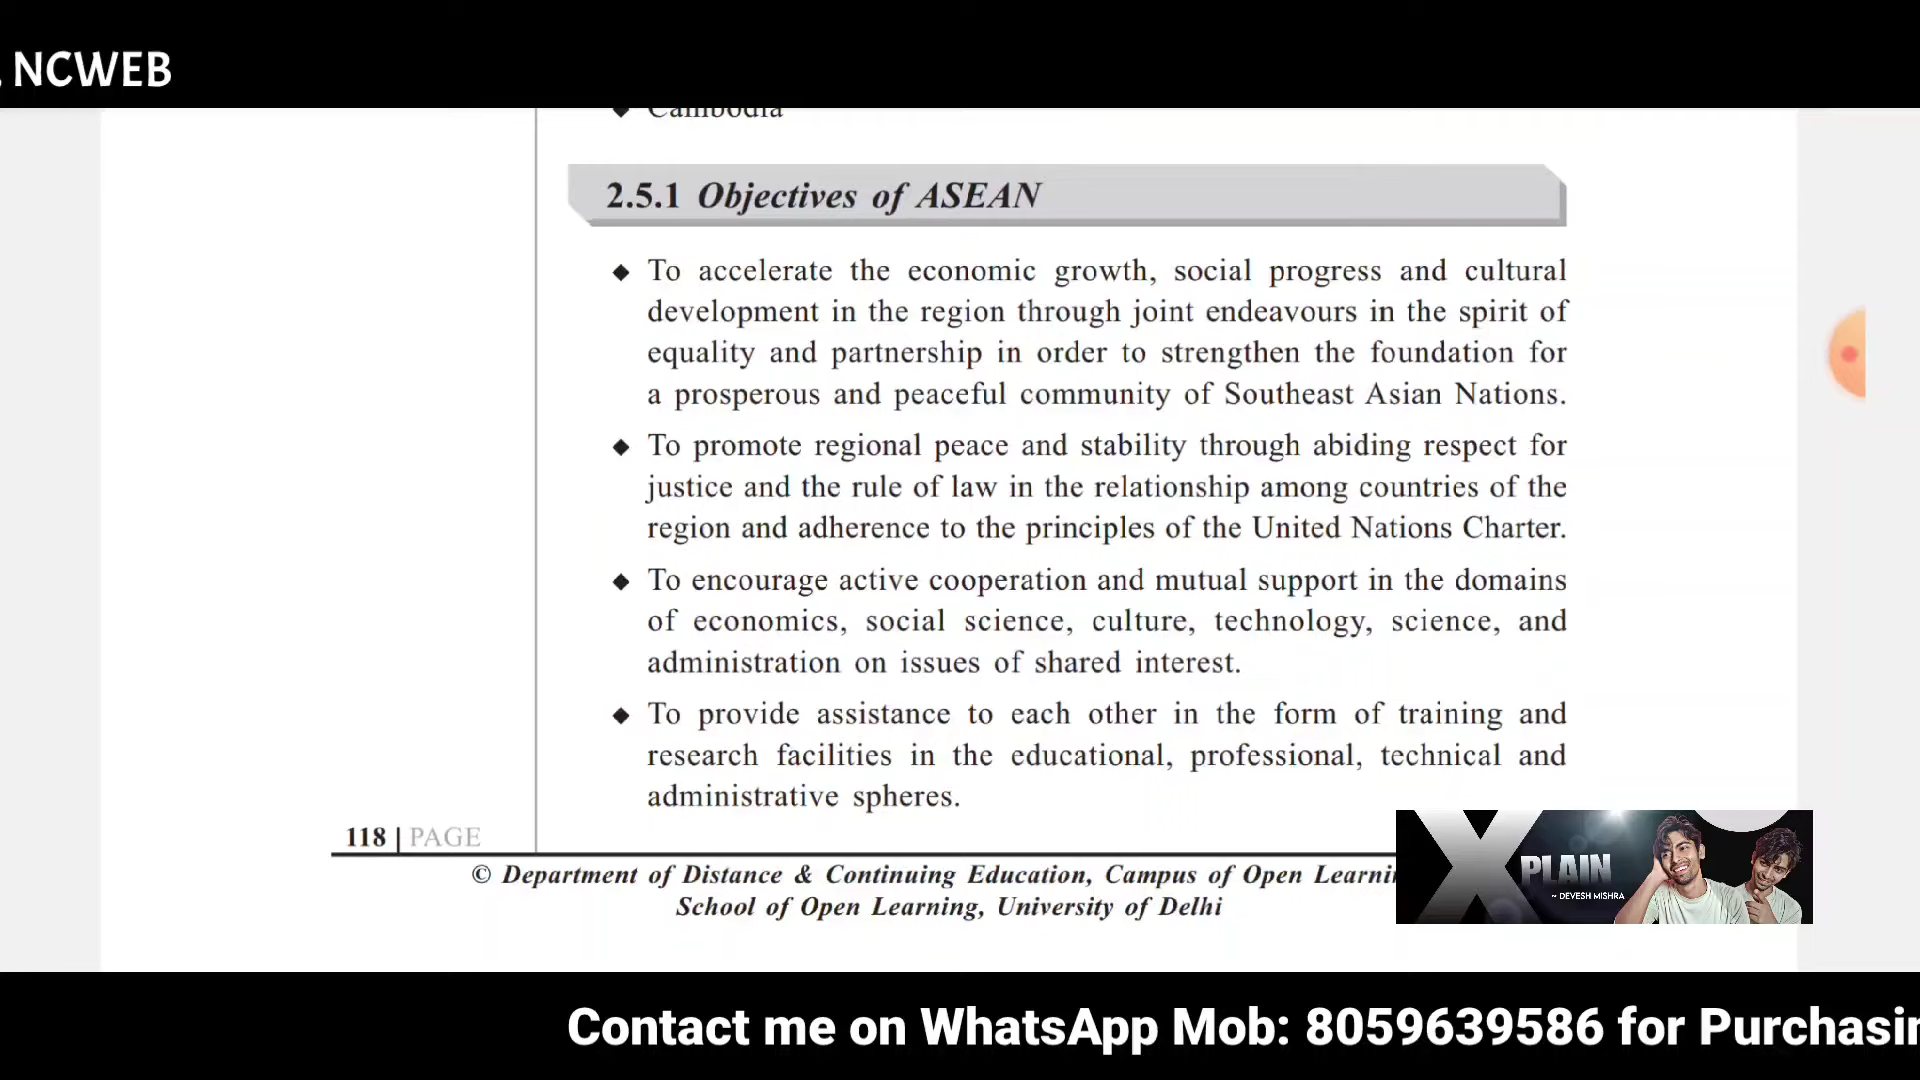 . NCWEB
◆ Cambodia
2.5.1 Objectives of ASEAN
◆ To accelerate the economic growth, social progress and cultural
development in the region through joint endeavours in the spirit of
equality and partnership in order to strengthen the foundation for
a prosperous and peaceful community of Southeast Asian Nations.
◆ To promote regional peace and stability through abiding respect for
justice and the rule of law in the relationship among countries of the
region and adherence to the principles of the United Nations Charter.
◆ To encourage active cooperation and mutual support in the domains
of economics, social science, culture, technology, science, and
administration on issues of shared interest.
◆ To provide assistance to each other in the form of training and
research facilities in the educational, professional, technical and
administrative spheres.
118 | PAGE
© Department of Distance & Continuing Education, Campus of Open Learnin
School of Open Learning, University of Delhi
XPLAIN
~ DEVESH MISHRA
Contact me on WhatsApp Mob: 8059639586 for Purchasin